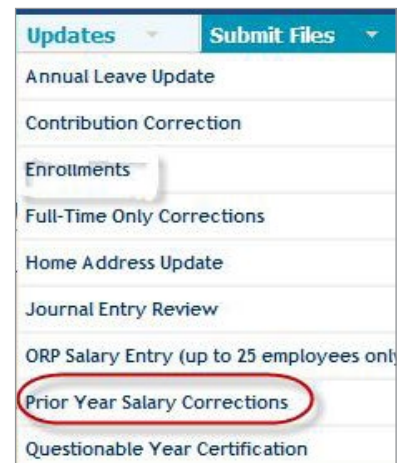 Updates Submit Files
Annual Leave Update
Contribution Correction
Enrollments
Full-Time Only Corrections
Home Address Update
Journal Entry Review
ORP Salary Entry (up to 25 employees only
Prior Year Salary Corrections
Questionable Year Certification